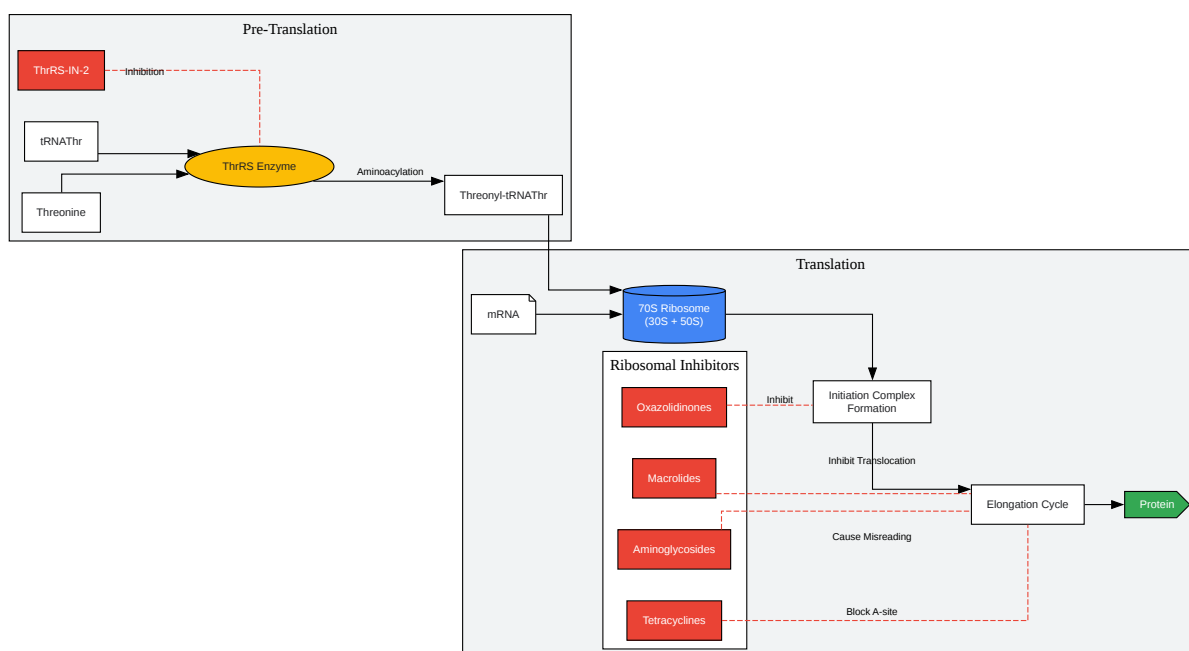 Pre-Translation
ThrRS-IN-2
Inhibition
tRNAThr
ThrRS Enzyme
Aminoacylation
Threonine
Threonyl-tRNAThr
Translation
mRNA
70S Ribosome
(30S + 50S)
Ribosomal Inhibitors
Oxazolidinones
Inhibit
Initiation Complex
Formation
Inhibit Translocation
Macrolides
Elongation Cycle
Protein
Cause Misreading
Aminoglycosides
Block A-site
Tetracyclines